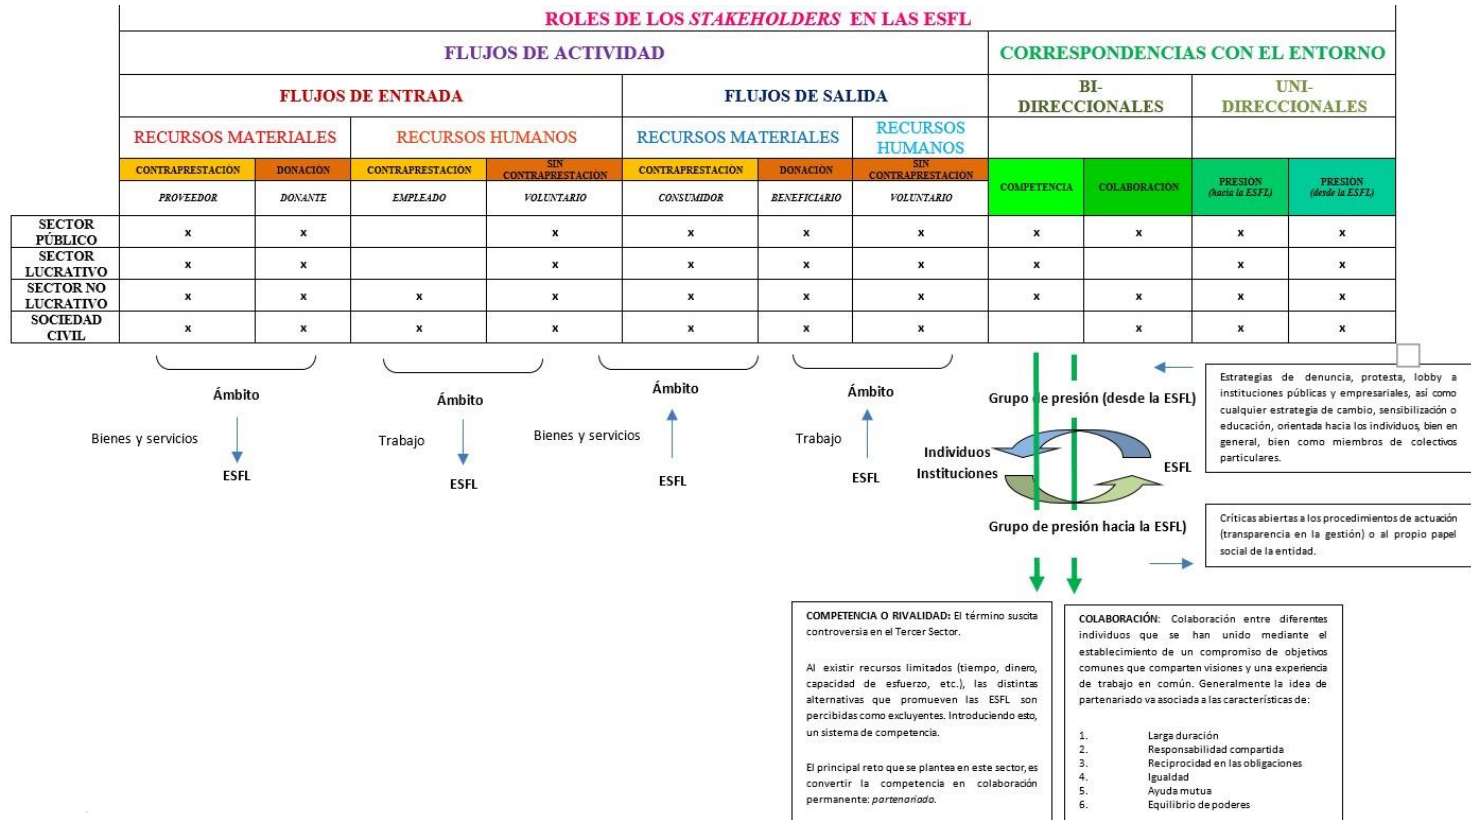 ROLES DE LOS STAKEHOLDERS EN LAS ESFL
FLUJOS DE ACTIVIDAD
CORRESPONDENCIAS CON EL ENTORNO
FLUJOS DE ENTRADA
FLUJOS DE SALIDA
BI-
DIRECCIONALES
UNI-
DIRECCIONALES
RECURSOS MATERIALES
RECURSOS HUMANOS
RECURSOS MATERIALES
RECURSOS
HUMANOS
CONTRAPRESTACIÓN
DONACIÓN
CONTRAPRESTACIÓN
SIN
CONTRAPRESTACIÓN
CONTRAPRESTACIÓN
DONACIÓN
SIN
CONTRAPRESTACIÓN
COMPETENCIA
COLABORACIÓN
PRESIÓN
(hacia la ESFL)
PRESIÓN
(desde la ESFL)
PROVEEDOR
DONANTE
EMPLEADO
VOLUNTARIO
CONSUMIDOR
BENEFICIARIO
VOLUNTARIO
SECTOR
PÚBLICO
x x x x x x x x x x
SECTOR
LUCRATIVO
x x x x x x x x x
SECTOR NO
LUCRATIVO
x x x x x x x x x x x
SOCIEDAD
CIVIL
x x x x x x x x x x
Ámbito
Bienes y servicios
ESFL
Ámbito
Trabajo
ESFL
Ámbito
Bienes y servicios
ESFL
Ámbito
Trabajo
ESFL
Grupo de presión (desde la ESFL)
Individuos
Instituciones
ESFL
Grupo de presión hacia la ESFL)
Estrategias de denuncia, protesta, lobby a
instituciones públicas y empresariales, así como
cualquier estrategia de cambio, sensibilización o
educación, orientada hacia los individuos, bien en
general, bien como miembros de colectivos
particulares.
Críticas abiertas a los procedimientos de actuación
(transparencia en la gestión) o al propio papel
social de la entidad.
COMPETENCIA O RIVALIDAD: El término suscita
controversia en el Tercer Sector.
Al existir recursos limitados (tiempo, dinero,
capacidad de esfuerzo, etc.), las distintas
alternativas que promueven las ESFL son
percibidas como excluyentes. Introduciendo esto,
un sistema de competencia.
El principal reto que se plantea en este sector, es
convertir la competencia en colaboración
permanente: partenariado.
COLABORACIÓN: Colaboración entre diferentes
individuos que se han unido mediante el
establecimiento de un compromiso de objetivos
comunes que comparten visiones y una experiencia
de trabajo en común. Generalmente la idea de
partenariado va asociada a las características de:
1. Larga duración
2. Responsabilidad compartida
3. Reciprocidad en las obligaciones
4. Igualdad
5. Ayuda mutua
6. Equilibrio de poderes